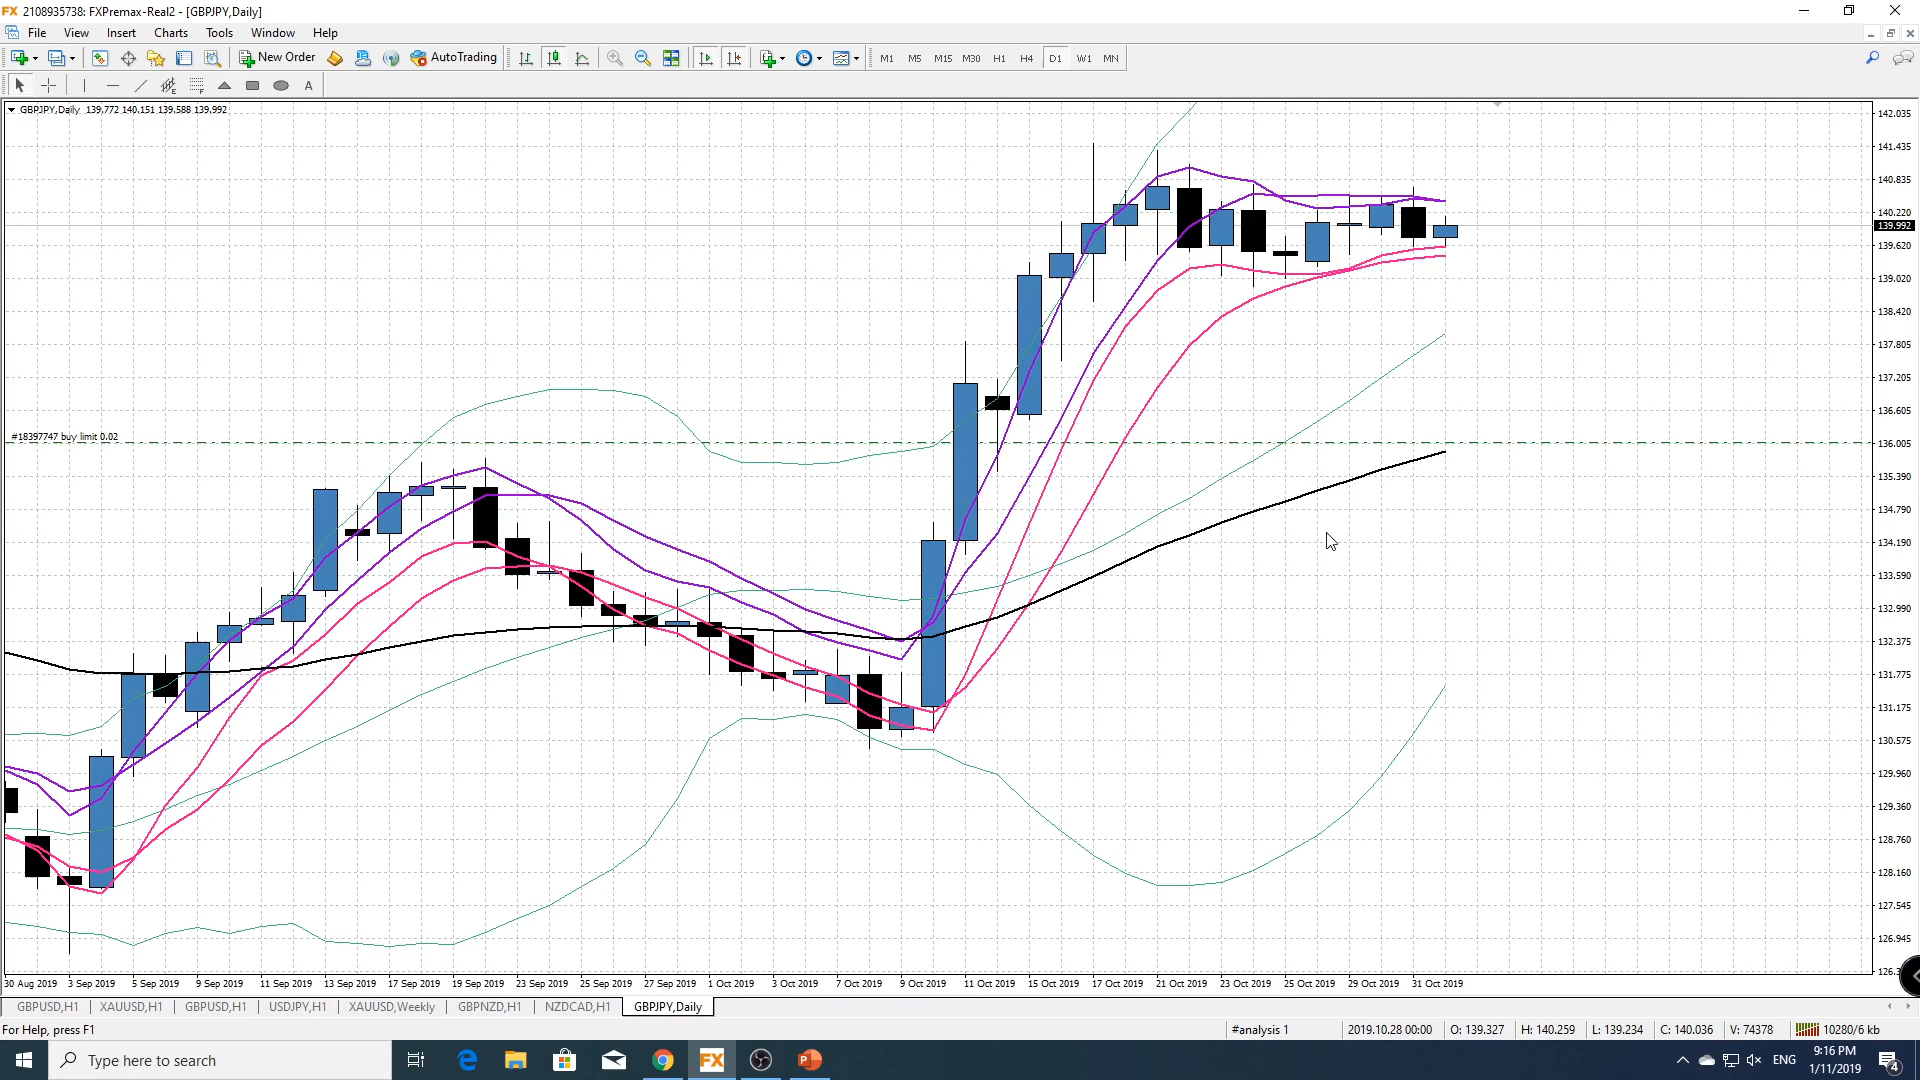 2108935738: FXPremax-Real2 - [GBPJPY,Daily]
File View Insert Charts Tools Window Help
New Order AutoTrading M1 M5 M15 M30 H1 H4 D1 W1 MN
A
GBPJPY,Daily 139.772 140.151 139.588 139.992
142.035
141.435
140.835
140.220
139.992
139.620
139.020
138.420
137.805
137.205
136.605
#18397747 buy limit 0.02
136.005
135.390
134.790
134.190
133.590
132.990
132.375
131.775
131.175
130.575
129.960
129.360
128.760
128.160
127.545
126.945
30 Aug 2019 3 Sep 2019 5 Sep 2019 9 Sep 2019 11 Sep 2019 13 Sep 2019 17 Sep 2019 19 Sep 2019 23 Sep 2019 25 Sep 2019 27 Sep 2019 1 Oct 2019 3 Oct 2019 7 Oct 2019 9 Oct 2019 11 Oct 2019 15 Oct 2019 17 Oct 2019 21 Oct 2019 23 Oct 2019 25 Oct 2019 29 Oct 2019 31 Oct 2019
GBPUSD,H1 XAUUSD,H1 GBPUSD,H1 USDJPY,H1 XAUUSD,Weekly GBPNZD,H1 NZDCAD,H1 GBPJPY,Daily
For Help, press F1 #analysis 1 2019.10.28 00:00 O: 139.327 H: 140.259 L: 139.234 C: 140.036 V: 74378 10280/6 kb
Type here to search FX ENG 9:16 PM
1/11/2019 4